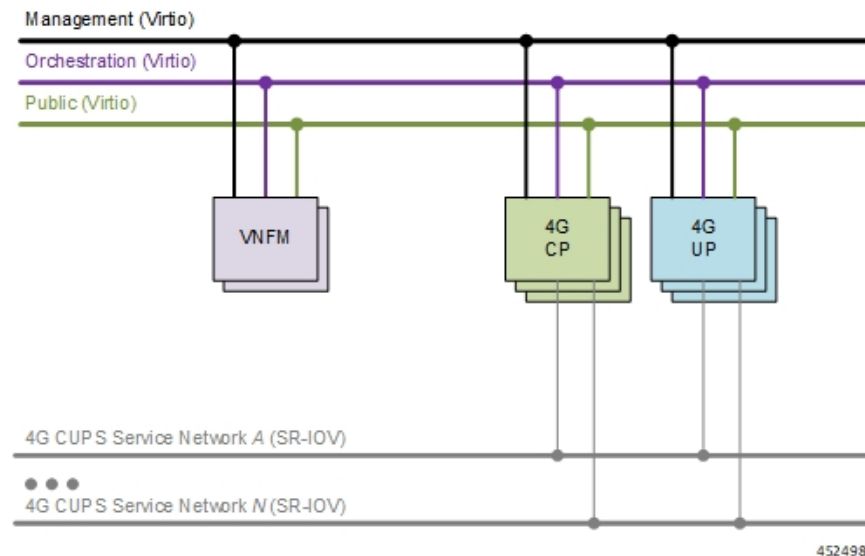 Management (Virtio)
Orchestration (Virtio)
Public (Virtio)
VNFM
4G
CP
4G
UP
4G CUPS Service Network A (SR-IOV)
4G CUPS Service Network N (SR-IOV)
452498